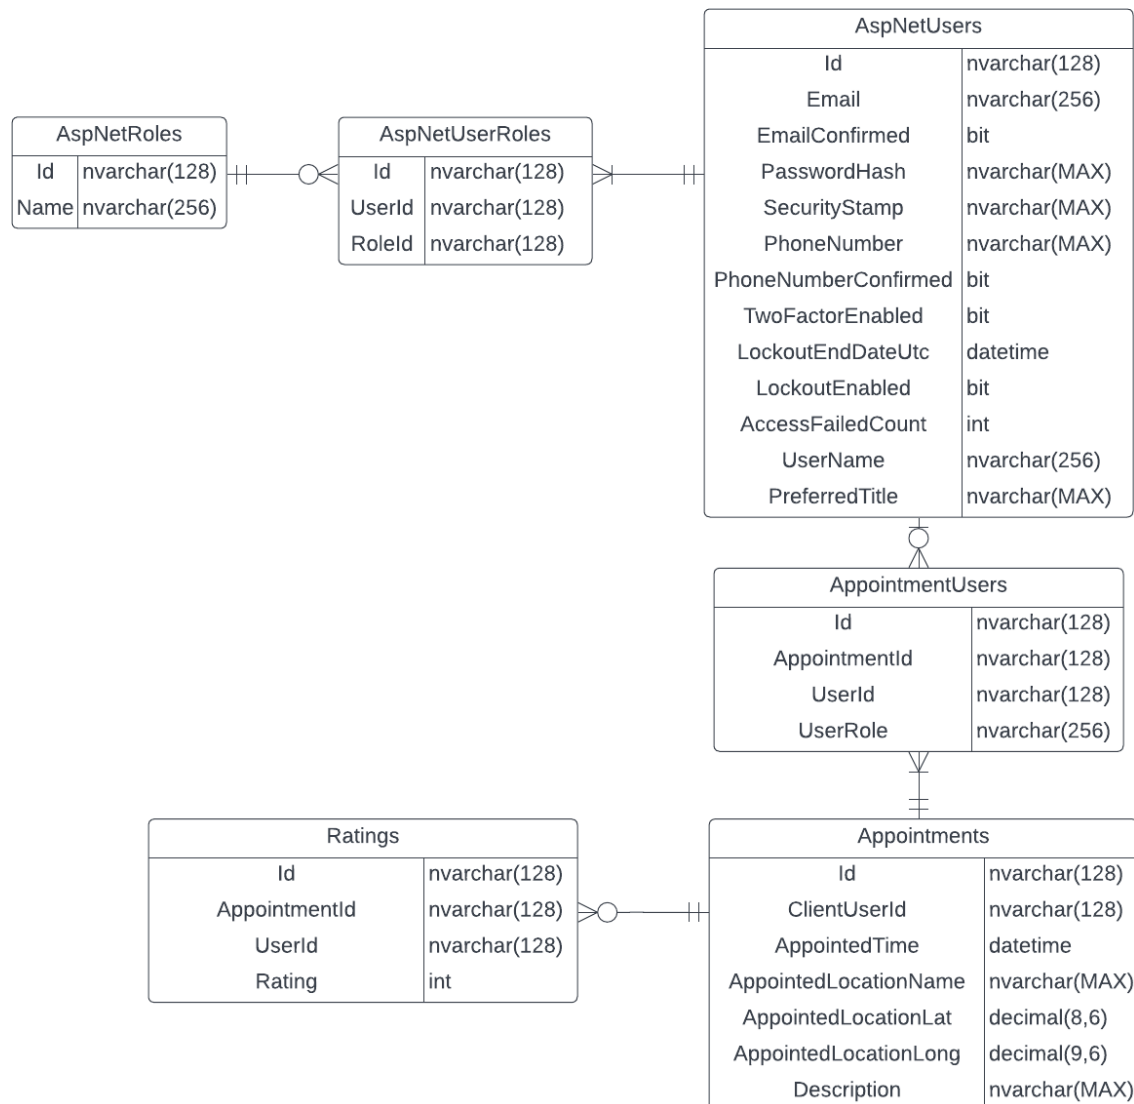 AspNetUsers
Id nvarchar(128)
Email nvarchar(256)
EmailConfirmed bit
PasswordHash nvarchar(MAX)
SecurityStamp nvarchar(MAX)
PhoneNumber nvarchar(MAX)
PhoneNumberConfirmed bit
TwoFactorEnabled bit
LockoutEndDateUtc datetime
LockoutEnabled bit
AccessFailedCount int
UserName nvarchar(256)
PreferredTitle nvarchar(MAX)
AspNetRoles
Id nvarchar(128)
Name nvarchar(256)
AspNetUserRoles
Id nvarchar(128)
UserId nvarchar(128)
RoleId nvarchar(128)
AppointmentUsers
Id nvarchar(128)
AppointmentId nvarchar(128)
UserId nvarchar(128)
UserRole nvarchar(256)
Ratings
Id nvarchar(128)
AppointmentId nvarchar(128)
UserId nvarchar(128)
Rating int
Appointments
Id nvarchar(128)
ClientUserId nvarchar(128)
AppointedTime datetime
AppointedLocationName nvarchar(MAX)
AppointedLocationLat decimal(8,6)
AppointedLocationLong decimal(9,6)
Description nvarchar(MAX)